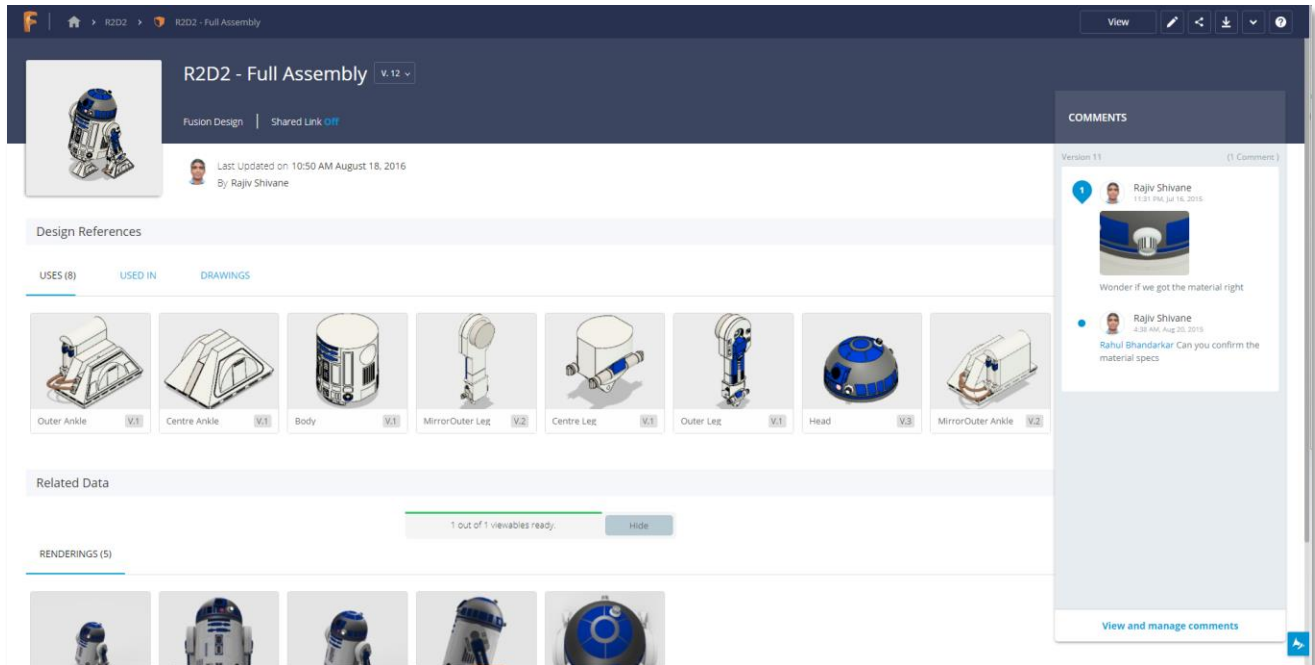 R2D2
R2D2 - Full Assembly
View
R2D2 - Full Assembly
V. 12
Fusion Design
Shared Link Off
Last Updated on 10:50 AM August 18, 2016
By Rajiv Shivane
COMMENTS
Version 11
(1 Comment )
1
Rajiv Shivane
11:31 PM, Jul 16, 2015
Wonder if we got the material right
Rajiv Shivane
4:38 AM, Aug 20, 2015
Rahul Bhandarkar Can you confirm the
material specs
View and manage comments
Design References
USES (8)
USED IN
DRAWINGS
Outer Ankle V.1
Centre Ankle V.1
Body V.1
MirrorOuter Leg V.2
Centre Leg V.1
Outer Leg V.1
Head V.3
MirrorOuter Ankle V.2
Related Data
1 out of 1 viewables ready.
Hide
RENDERINGS (5)